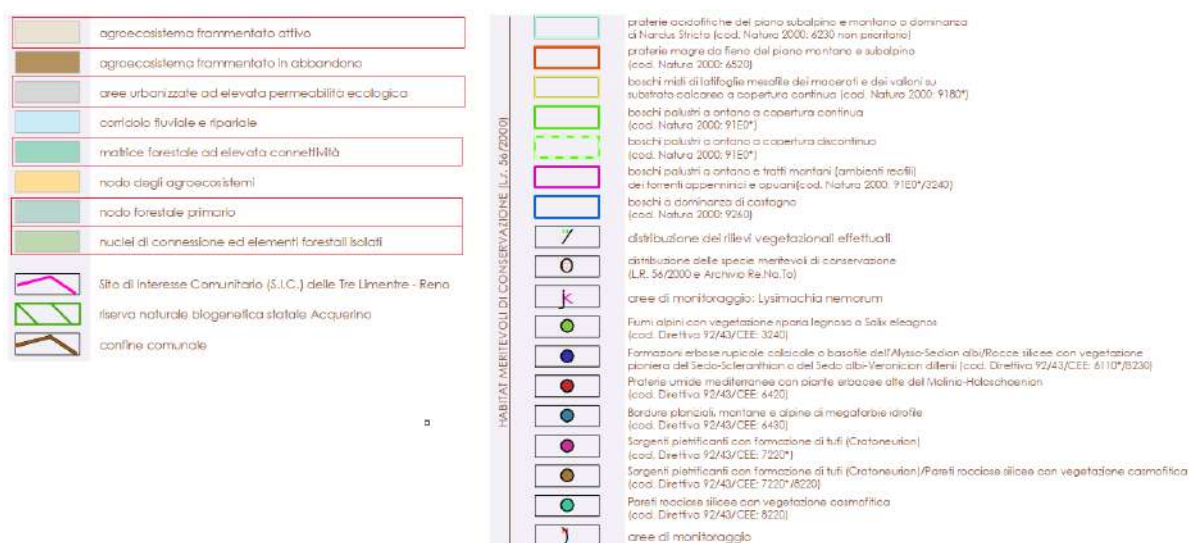 agroecosistema frammentato attivo
agroecosistema frammentato in abbandono
aree urbanizzate ad elevata permeabilità ecologica
corridoio fluviale e ripariale
matrice forestale ad elevata connettività
nodo degli agroecosistemi
nodo forestale primario
nuclei di connessione ed elementi forestali isolati
Sito di Interesse Comunitario (S.I.C.) delle Tre Limentre - Reno
riserva naturale biogenetica statale Acquerino
confine comunale
HABITAT MERITEVOLI DI CONSERVAZIONE (L.r. 56/2000)
praterie acidofitiche del piano subalpino e montano a dominanza
di Nardus Stricta (cod. Natura 2000: 6230 non prioritario)
praterie magre da fieno del piano montano e subalpino
(cod. Natura 2000: 6520)
boschi misti di latifoglie mesofile dei macereti e dei valloni su
substrato calcareo a copertura continua (cod. Natura 2000: 9180*)
boschi palustri a ontano a copertura continua
(cod. Natura 2000: 91E0*)
boschi palustri a ontano a copertura discontinua
(cod. Natura 2000: 91E0*)
boschi palustri a ontano e tratti montani (ambienti reofili)
dei torrenti appenninici e apuani(cod. Natura 2000: 91E0*/3240)
boschi a dominanza di castagno
(cod. Natura 2000: 9260)
7
distribuzione dei rilievi vegetazionali effettuati
O
distribuzione delle specie meritevoli di conservazione
(L.R. 56/2000 e Archivio Re.Na.To)
jk
aree di monitoraggio: Lysimachia nemorum
Fiumi alpini con vegetazione riparia legnosa a Salix eleagnos
(cod. Direttiva 92/43/CEE: 3240)
Formazioni erbose rupicole calcicole o basofile dell'Alysso-Sedion albi/Rocce silicee con vegetazione
pioniera del Sedo-Scleranthion o del Sedo albi-Veronicion dillenii (cod. Direttiva 92/43/CEE: 6110*/8230)
Praterie umide mediterranee con piante erbacee alte del Molinio-Holoschoenion
(cod. Direttiva 92/43/CEE: 6420)
Bordure planiziali, montane e alpine di megaforbie idrofile
(cod. Direttiva 92/43/CEE: 6430)
Sorgenti pietrificanti con formazione di tufi (Cratoneurion)
(cod. Direttiva 92/43/CEE: 7220*)
Sorgenti pietrificanti con formazione di tufi (Cratoneurion)/Pareti rocciose silicee con vegetazione casmofitica
(cod. Direttiva 92/43/CEE: 7220*/8220)
Pareti rocciose silicee con vegetazione casmofitica
(cod. Direttiva 92/43/CEE: 8220)
aree di monitoraggio